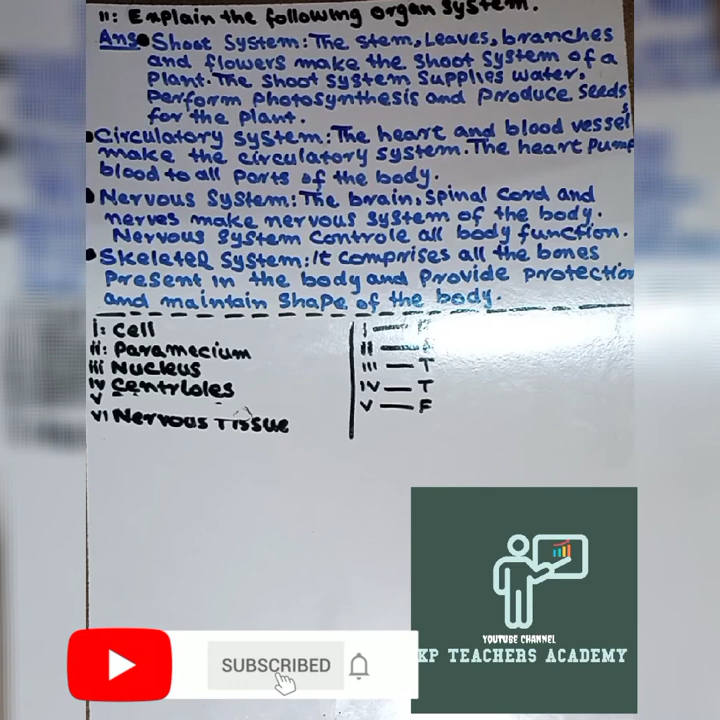 11: Explain the following organ system.
Ans● Shoot System: The stem, Leaves, branches
and flowers make the shoot system of a
Plant. The shoot system supplies water,
Perform photosynthesis and Produce seeds
for the plant.
● Circulatory system: The heart and blood vessels
make the circulatory system. The heart Pump
blood to all Parts of the body.
● Nervous System: The brain, Spinal Cord and
nerves make nervous system of the body.
Nervous System Controle all body function.
● Skeletel System: It comprises all the bones
Present in the body and Provide Protection
and maintain Shape of the body.
i: Cell
ii: Paramecium
iii Nucleus
iv Centrioles
v
vi Nervous Tissue
I —
II —
III — T
IV — T
V — F
YOUTUBE CHANNEL
KP TEACHERS ACADEMY
SUBSCRIBED